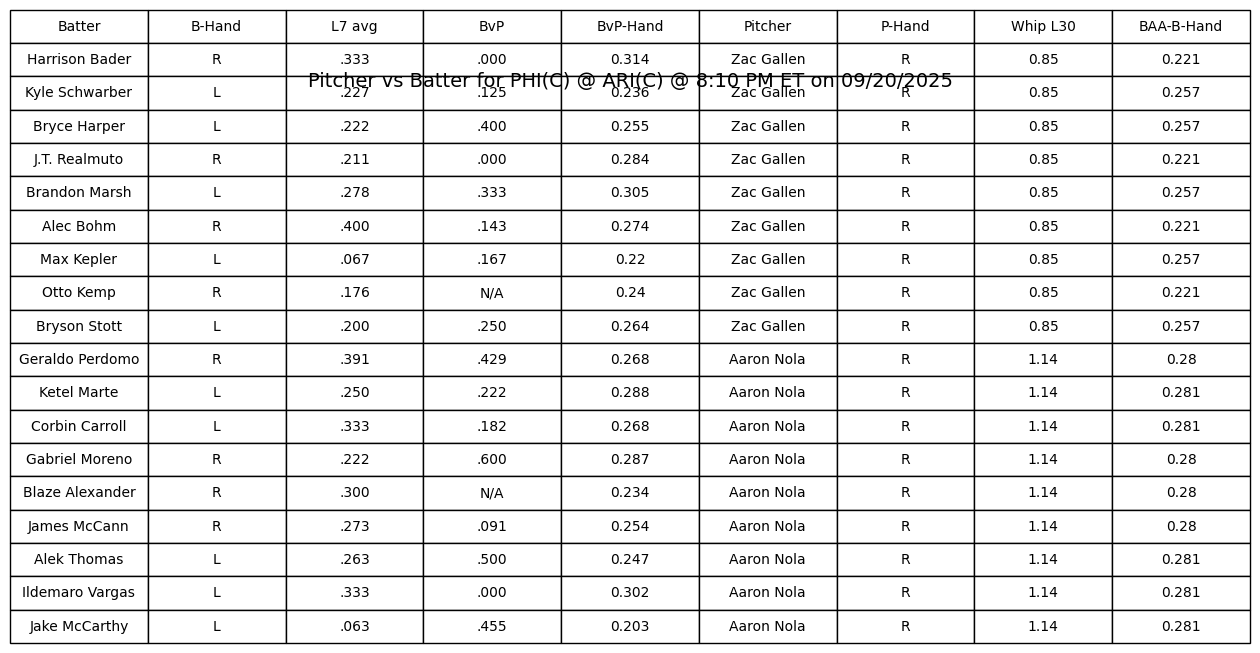 Batter B-Hand L7 avg BvP BvP-Hand Pitcher P-Hand Whip L30 BAA-B-Hand
Harrison Bader R .333 .000 0.314 Zac Gallen R 0.85 0.221
Pitcher vs Batter for PHI(C) @ ARI(C) @ 8:10 PM ET on 09/20/2025
Kyle Schwarber L .227 .125 0.236 Zac Gallen R 0.85 0.257
Bryce Harper L .222 .400 0.255 Zac Gallen R 0.85 0.257
J.T. Realmuto R .211 .000 0.284 Zac Gallen R 0.85 0.221
Brandon Marsh L .278 .333 0.305 Zac Gallen R 0.85 0.257
Alec Bohm R .400 .143 0.274 Zac Gallen R 0.85 0.221
Max Kepler L .067 .167 0.22 Zac Gallen R 0.85 0.257
Otto Kemp R .176 N/A 0.24 Zac Gallen R 0.85 0.221
Bryson Stott L .200 .250 0.264 Zac Gallen R 0.85 0.257
Geraldo Perdomo R .391 .429 0.268 Aaron Nola R 1.14 0.28
Ketel Marte L .250 .222 0.288 Aaron Nola R 1.14 0.281
Corbin Carroll L .333 .182 0.268 Aaron Nola R 1.14 0.281
Gabriel Moreno R .222 .600 0.287 Aaron Nola R 1.14 0.28
Blaze Alexander R .300 N/A 0.234 Aaron Nola R 1.14 0.28
James McCann R .273 .091 0.254 Aaron Nola R 1.14 0.28
Alek Thomas L .263 .500 0.247 Aaron Nola R 1.14 0.281
Ildemaro Vargas L .333 .000 0.302 Aaron Nola R 1.14 0.281
Jake McCarthy L .063 .455 0.203 Aaron Nola R 1.14 0.281